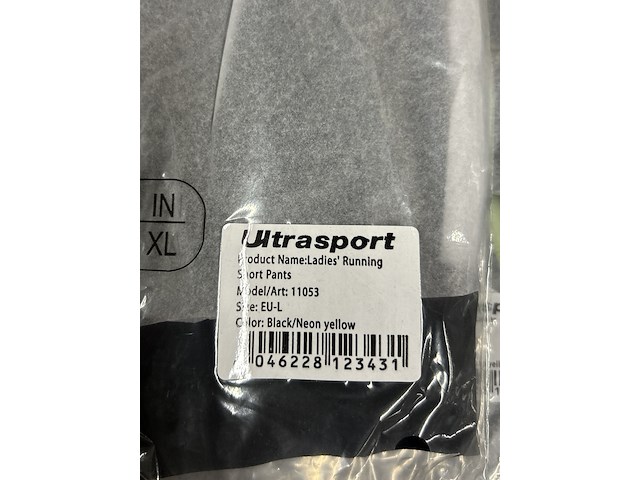 IN
XL
Ultrasport
Product Name:Ladies' Running
Short Pants
Model/Art: 11053
Size: EU-L
Color: Black/Neon yellow
046228 123431